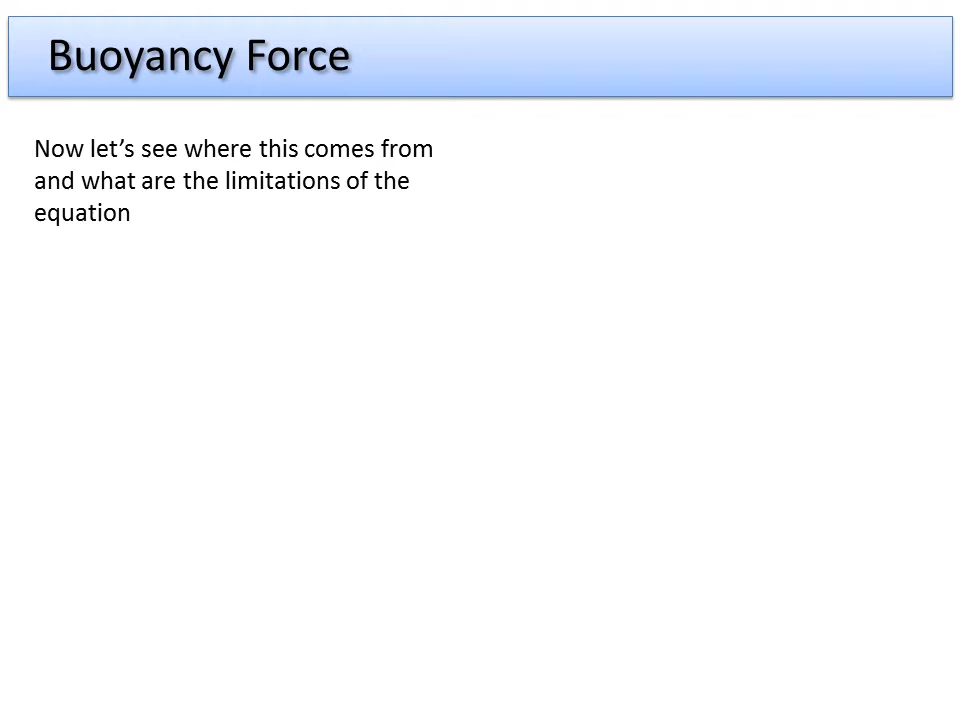 Buoyancy Force
Now let’s see where this comes from
and what are the limitations of the
equation